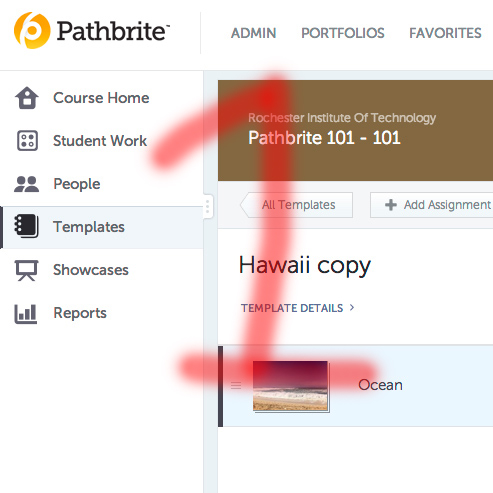 Pathbrite™
ADMIN PORTFOLIOS FAVORITES
Course Home
Student Work
People
Templates
Showcases
Reports
Rochester Institute Of Technology
Pathbrite 101 - 101
All Templates
Add Assignment
Hawaii copy
TEMPLATE DETAILS >
Ocean
1